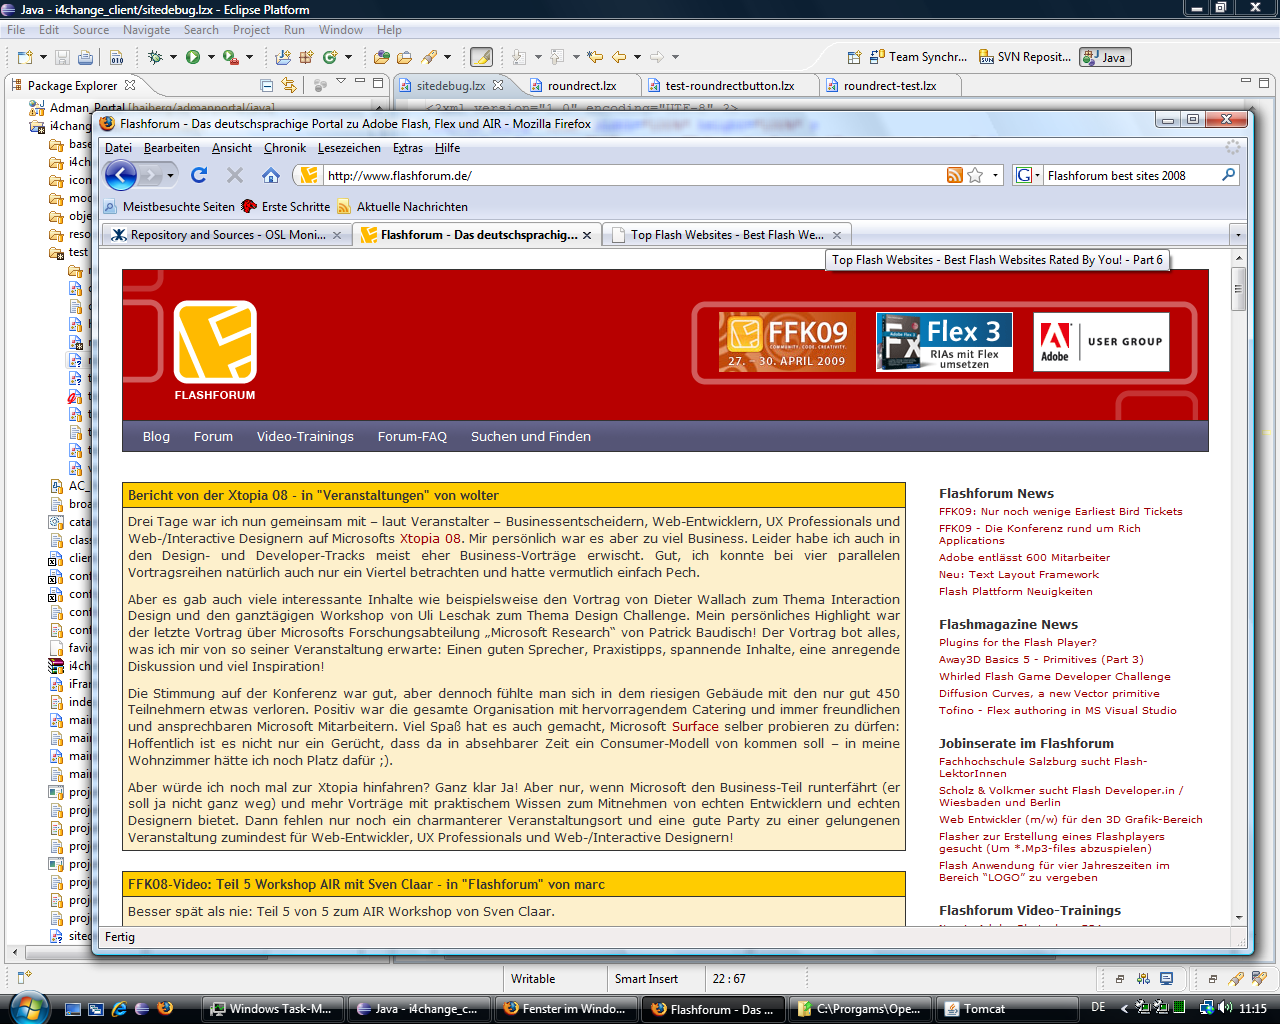 Java - i4change_client/sitedebug.lzx - Eclipse Platform
File Edit Source Navigate Search Project Run Window Help
Team Synchr... SVN Reposit... Java
Package Explorer
sitedebug.lzx roundrect.lzx test-roundrectbutton.lzx roundrect-test.lzx
Adman_Portal [haiberg/admanportal/java]
<?xml version="1.0" encoding="UTF-8" ?>
i4chang
base
i4ch
icon
mod
obje
reso
test
AC_
broa
cata
class
clien
conf
conf
conf
conf
favic
i4ch
iFran
inde
main
main
main
main
proj
proj
proj
proj
proj
proj
proj
proj
sited
Flashforum - Das deutschsprachige Portal zu Adobe Flash, Flex und AIR - Mozilla Firefox
Datei Bearbeiten Ansicht Chronik Lesezeichen Extras Hilfe
http://www.flashforum.de/
Flashforum best sites 2008
Meistbesuchte Seiten Erste Schritte Aktuelle Nachrichten
Repository and Sources - OSL Moni... Flashforum - Das deutschsprachig... Top Flash Websites - Best Flash We...
Top Flash Websites - Best Flash Websites Rated By You! - Part 6
FLASHFORUM
FFK09
COMMUNITY. CODE. CREATIVITY.
27. – 30. APRIL 2009
Flex 3
RIAs mit Flex
umsetzen
Adobe
USER GROUP
Blog Forum Video-Trainings Forum-FAQ Suchen und Finden
Bericht von der Xtopia 08 - in "Veranstaltungen" von wolter
Drei Tage war ich nun gemeinsam mit – laut Veranstalter – Businessentscheidern, Web-Entwicklern, UX Professionals und
Web-/Interactive Designern auf Microsofts Xtopia 08. Mir persönlich war es aber zu viel Business. Leider habe ich auch in
den Design- und Developer-Tracks meist eher Business-Vorträge erwischt. Gut, ich konnte bei vier parallelen
Vortragsreihen natürlich auch nur ein Viertel betrachten und hatte vermutlich einfach Pech.
Aber es gab auch viele interessante Inhalte wie beispielsweise den Vortrag von Dieter Wallach zum Thema Interaction
Design und den ganztägigen Workshop von Uli Leschak zum Thema Design Challenge. Mein persönliches Highlight war
der letzte Vortrag über Microsofts Forschungsabteilung „Microsoft Research“ von Patrick Baudisch! Der Vortrag bot alles,
was ich mir von so seiner Veranstaltung erwarte: Einen guten Sprecher, Praxistipps, spannende Inhalte, eine anregende
Diskussion und viel Inspiration!
Die Stimmung auf der Konferenz war gut, aber dennoch fühlte man sich in dem riesigen Gebäude mit den nur gut 450
Teilnehmern etwas verloren. Positiv war die gesamte Organisation mit hervorragendem Catering und immer freundlichen
und ansprechbaren Microsoft Mitarbeitern. Viel Spaß hat es auch gemacht, Microsoft Surface selber probieren zu dürfen:
Hoffentlich ist es nicht nur ein Gerücht, dass da in absehbarer Zeit ein Consumer-Modell von kommen soll – in meine
Wohnzimmer hätte ich noch Platz dafür ;).
Aber würde ich noch mal zur Xtopia hinfahren? Ganz klar Ja! Aber nur, wenn Microsoft den Business-Teil runterfährt (er
soll ja nicht ganz weg) und mehr Vorträge mit praktischem Wissen zum Mitnehmen von echten Entwicklern und echten
Designern bietet. Dann fehlen nur noch ein charmanterer Veranstaltungsort und eine gute Party zu einer gelungenen
Veranstaltung zumindest für Web-Entwickler, UX Professionals und Web-/Interactive Designern!
FFK08-Video: Teil 5 Workshop AIR mit Sven Claar - in "Flashforum" von marc
Besser spät als nie: Teil 5 von 5 zum AIR Workshop von Sven Claar.
Flashforum News
FFK09: Nur noch wenige Earliest Bird Tickets
FFK09 - Die Konferenz rund um Rich
Applications
Adobe entlässt 600 Mitarbeiter
Neu: Text Layout Framework
Flash Plattform Neuigkeiten
Flashmagazine News
Plugins for the Flash Player?
Away3D Basics 5 - Primitives (Part 3)
Whirled Flash Game Developer Challenge
Diffusion Curves, a new Vector primitive
Tofino - Flex authoring in MS Visual Studio
Jobinserate im Flashforum
Fachhochschule Salzburg sucht Flash-
LektorInnen
Scholz & Volkmer sucht Flash Developer.in /
Wiesbaden und Berlin
Web Entwickler (m/w) für den 3D Grafik-Bereich
Flasher zur Erstellung eines Flashplayers
gesucht (Um *.Mp3-files abzuspielen)
Flash Anwendung für vier Jahreszeiten im
Bereich “LOGO” zu vergeben
Flashforum Video-Trainings
Fertig
Writable Smart Insert 22 : 67
Windows Task-M... Java - i4change_c... Fenster im Windo... Flashforum - Das ... C:\Prorgams\Ope... Tomcat DE 11:15